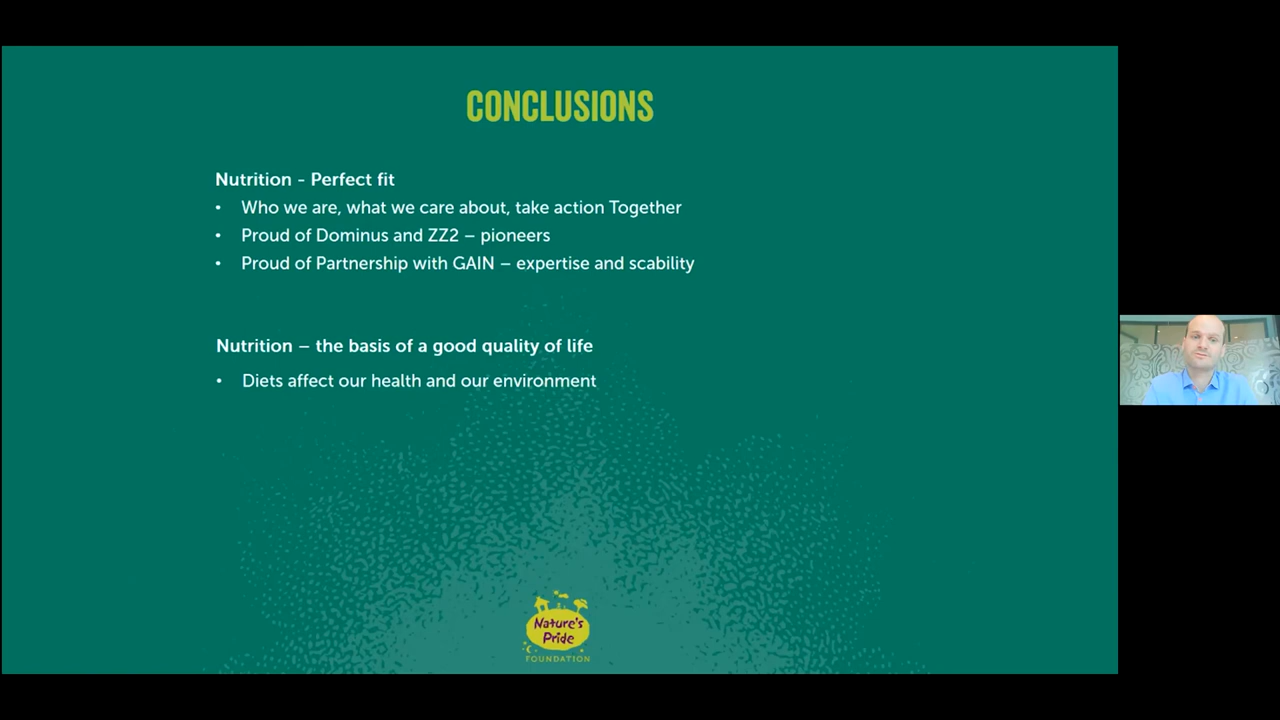 CONCLUSIONS
Nutrition - Perfect fit
• Who we are, what we care about, take action Together
• Proud of Dominus and ZZ2 – pioneers
• Proud of Partnership with GAIN – expertise and scability
Nutrition – the basis of a good quality of life
• Diets affect our health and our environment
Nature's
Pride
FOUNDATION